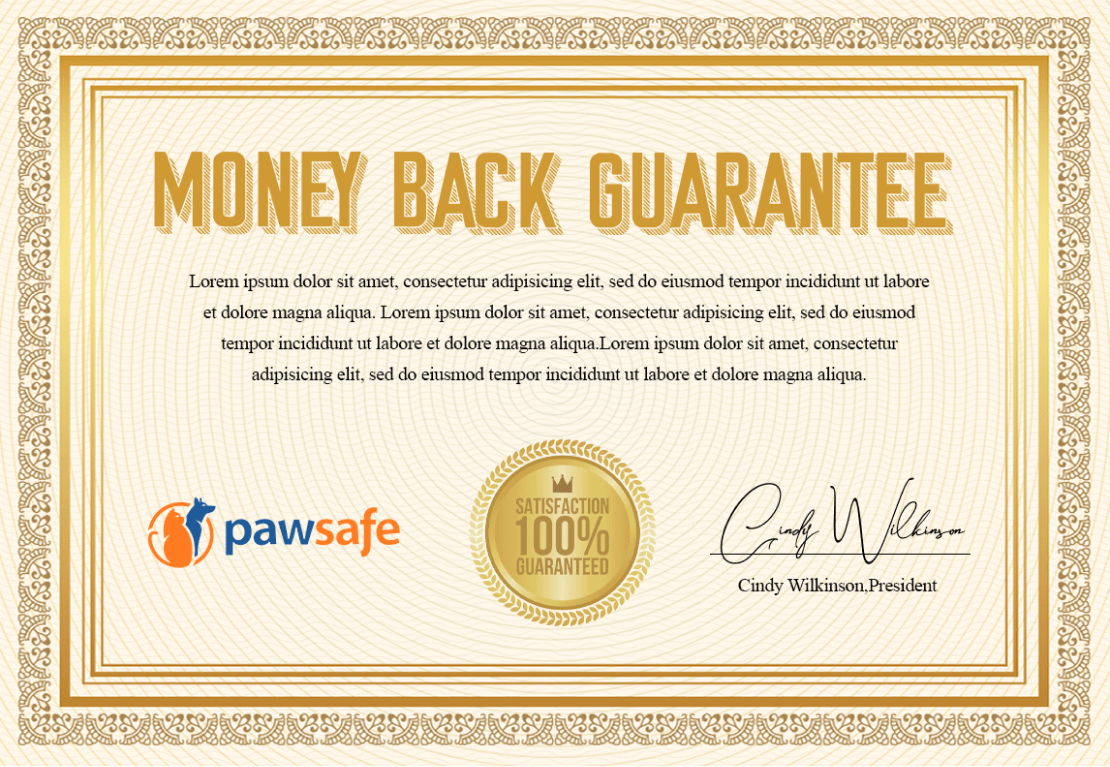 MONEY BACK GUARANTEE
Lorem ipsum dolor sit amet, consectetur adipisicing elit, sed do eiusmod tempor incididunt ut labore
et dolore magna aliqua. Lorem ipsum dolor sit amet, consectetur adipisicing elit, sed do eiusmod
tempor incididunt ut labore et dolore magna aliqua.Lorem ipsum dolor sit amet, consectetur
adipisicing elit, sed do eiusmod tempor incididunt ut labore et dolore magna aliqua.
pawsafe
SATISFACTION
100%
GUARANTEED
Cindy Wilkinson
Cindy Wilkinson,President